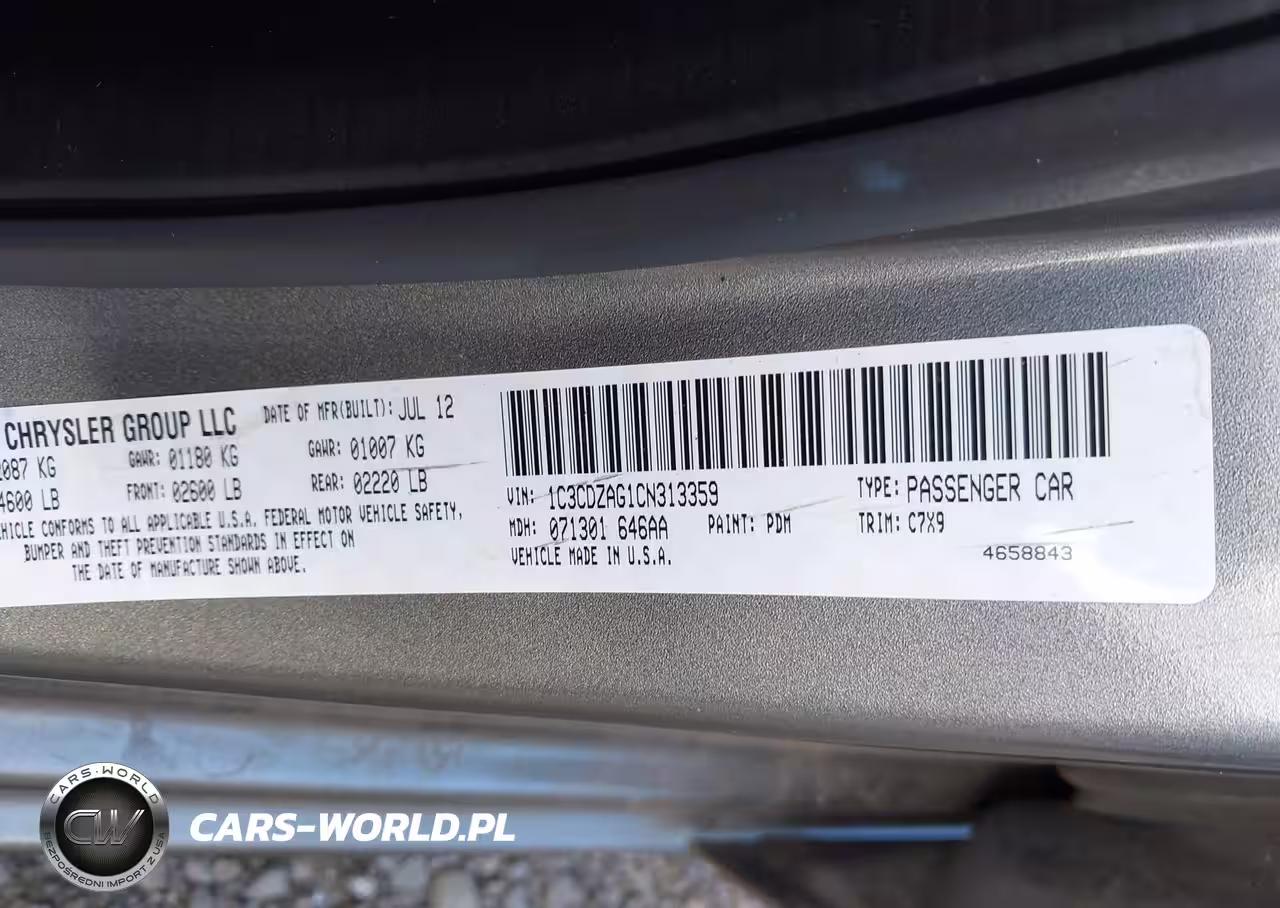 CHRYSLER GROUP LLC DATE OF MFR(BUILT): JUL 12
087 KG GAWR: 01180 KG GAWR: 01007 KG
4600 LB FRONT: 02600 LB REAR: 02220 LB
EHICLE CONFORMS TO ALL APPLICABLE U.S.A. FEDERAL MOTOR VEHICLE SAFETY,
BUMPER AND THEFT PREVENTION STANDARDS IN EFFECT ON
THE DATE OF MANUFACTURE SHOWN ABOVE.
VIN: 1C3CDZAG1CN313359 TYPE: PASSENGER CAR
MDH: 071301 646AA PAINT: PDM TRIM: C7X9
VEHICLE MADE IN U.S.A. 4658843
CARS-WORLD
CW
BEZPOŚREDNI IMPORT Z USA
CARS-WORLD.PL